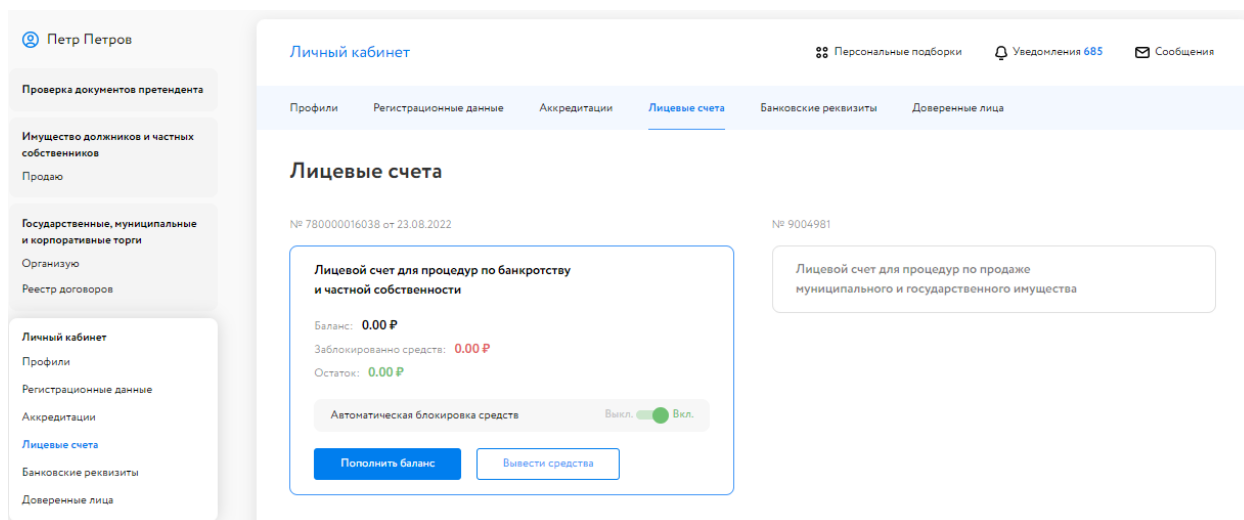 Петр Петров
Проверка документов претендента
Имущество должников и частных
собственников
Продаю
Государственные, муниципальные
и корпоративные торги
Организую
Реестр договоров
Личный кабинет
Профили
Регистрационные данные
Аккредитации
Лицевые счета
Банковские реквизиты
Доверенные лица
Личный кабинет
Персональные подборки
Уведомления 685
Сообщения
Профили
Регистрационные данные
Аккредитации
Лицевые счета
Банковские реквизиты
Доверенные лица
Лицевые счета
№ 780000016038 от 23.08.2022
Лицевой счет для процедур по банкротству
и частной собственности
Баланс: 0.00 ₽
Заблокированно средств: 0.00 ₽
Остаток: 0.00 ₽
Автоматическая блокировка средств Выкл. Вкл.
Пополнить баланс
Вывести средства
№ 9004981
Лицевой счет для процедур по продаже
муниципального и государственного имущества